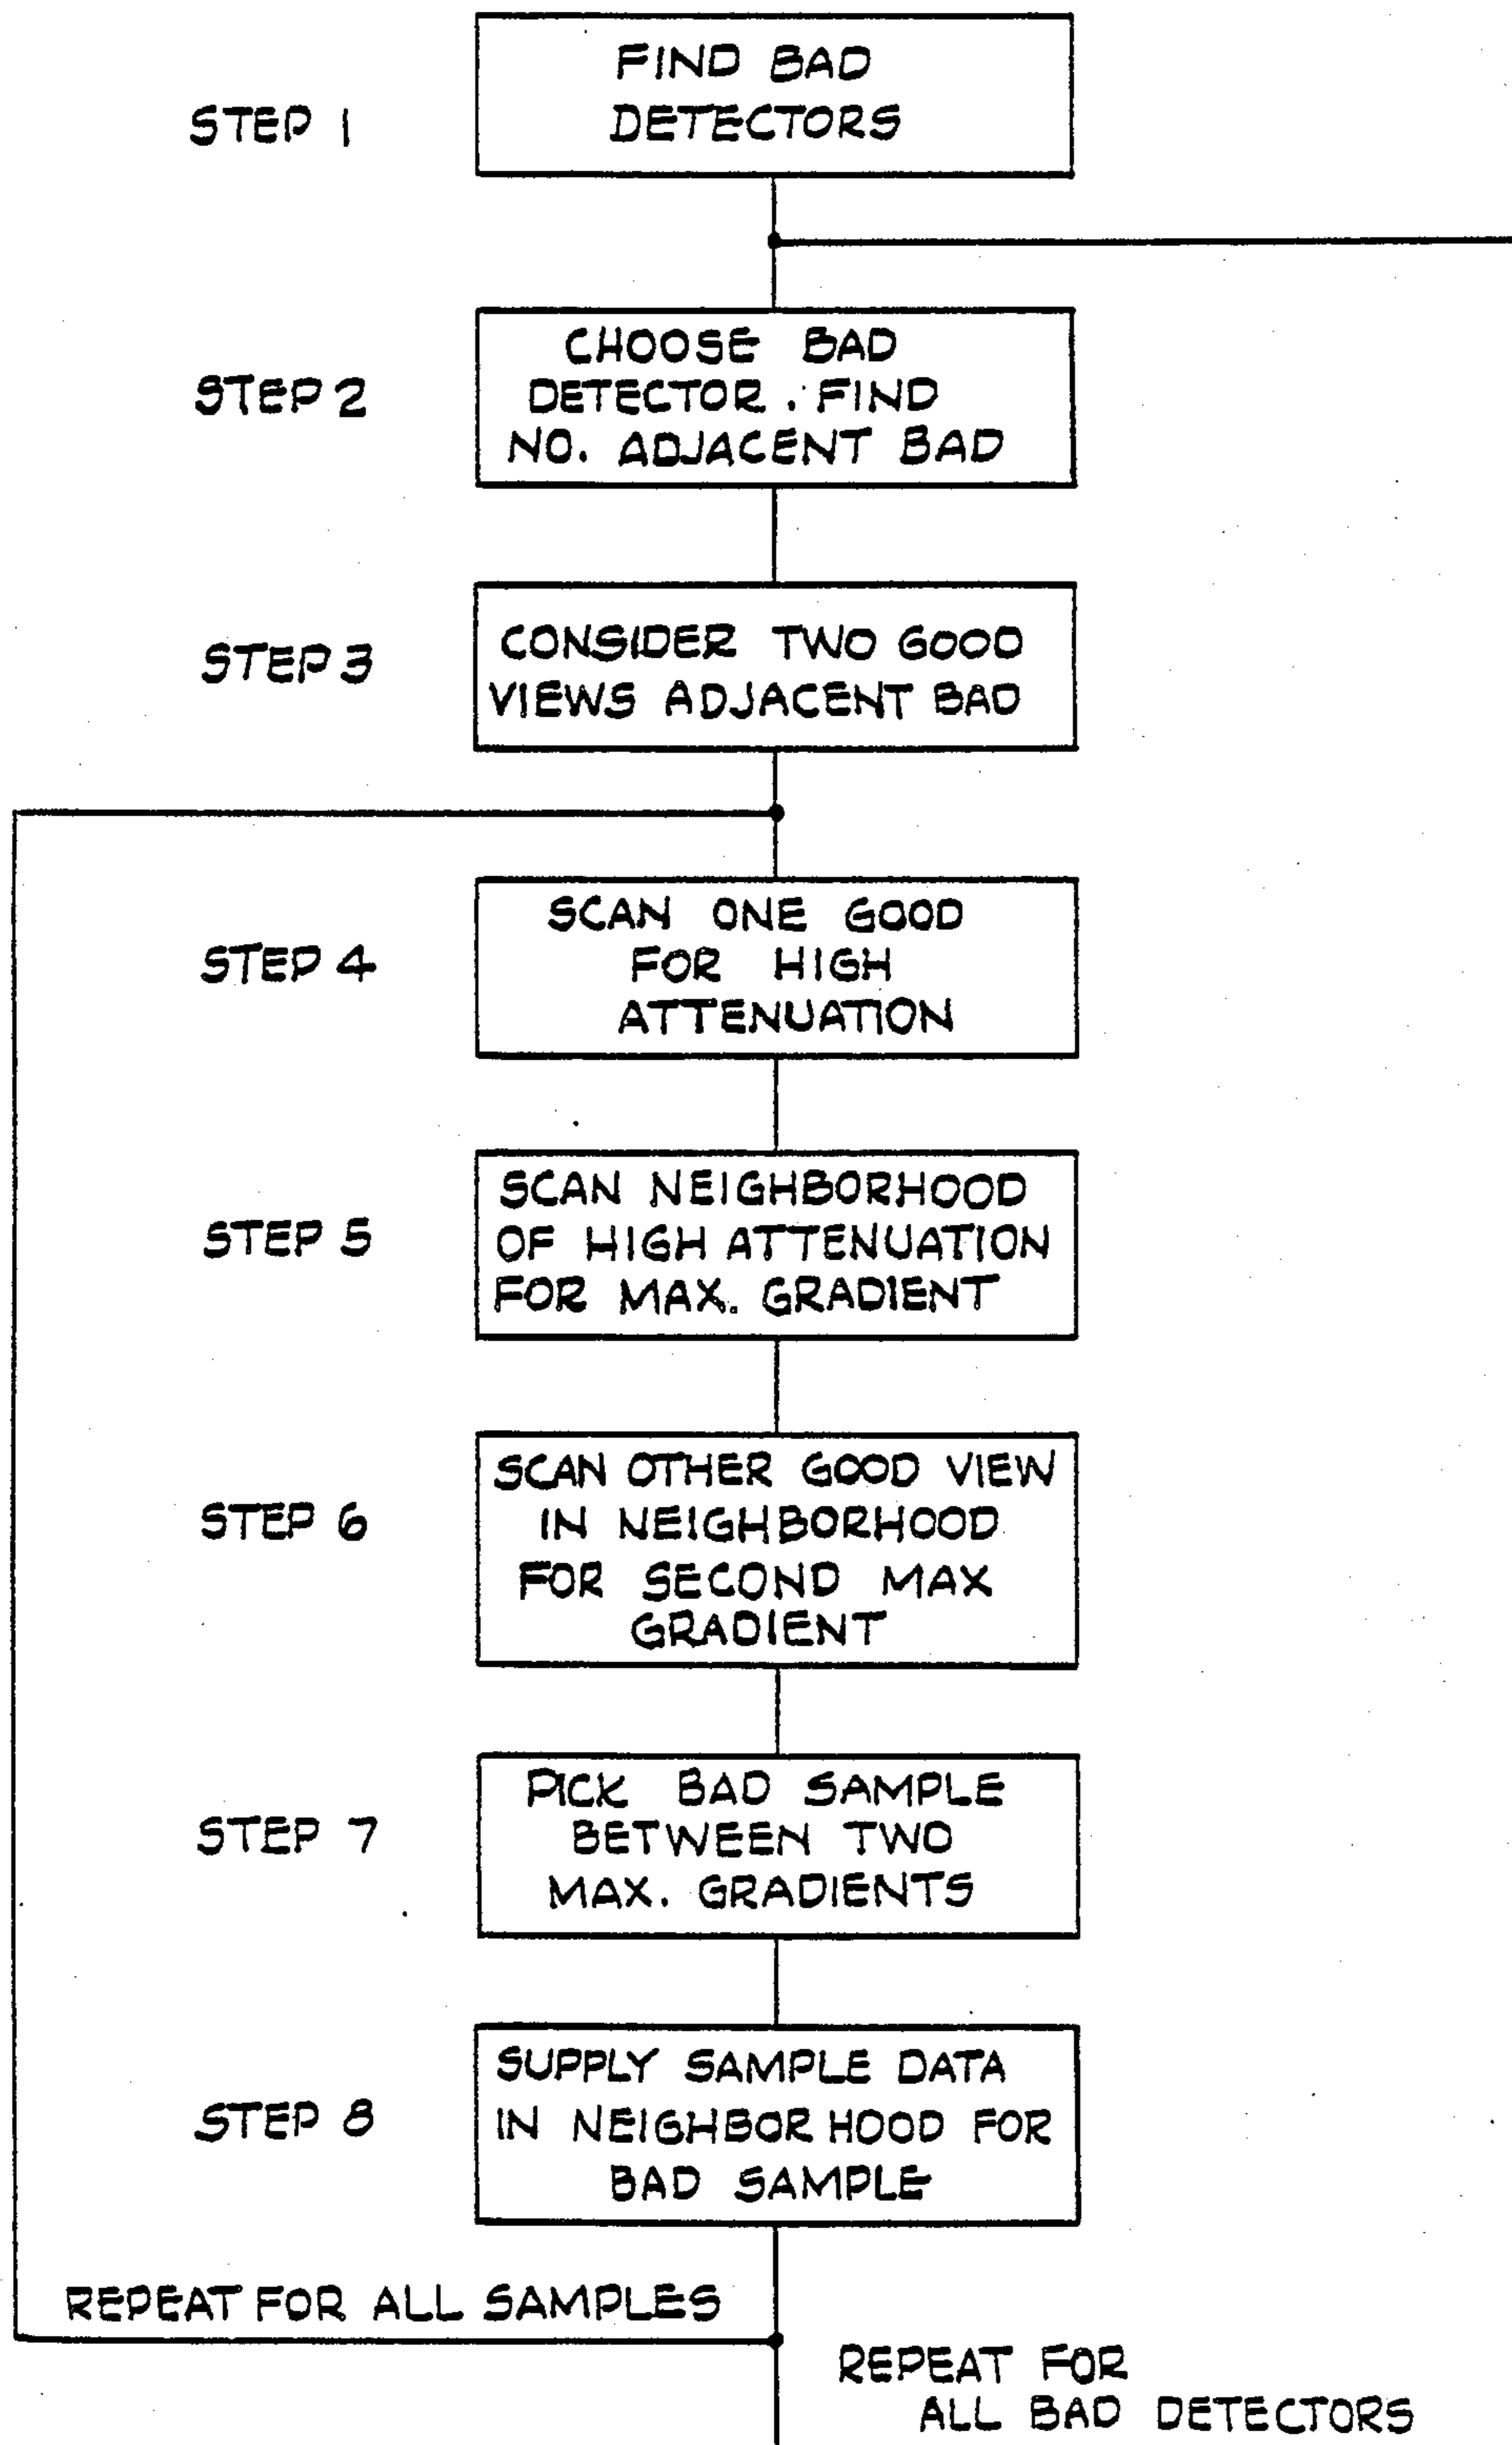 STEP 1
FIND BAD
DETECTORS
STEP 2
CHOOSE BAD
DETECTOR. FIND
NO. ADJACENT BAD
STEP 3
CONSIDER TWO GOOD
VIEWS ADJACENT BAD
STEP 4
SCAN ONE GOOD
FOR HIGH
ATTENUATION
STEP 5
SCAN NEIGHBORHOOD
OF HIGH ATTENUATION
FOR MAX. GRADIENT
STEP 6
SCAN OTHER GOOD VIEW
IN NEIGHBORHOOD
FOR SECOND MAX
GRADIENT
STEP 7
PICK BAD SAMPLE
BETWEEN TWO
MAX. GRADIENTS
STEP 8
SUPPLY SAMPLE DATA
IN NEIGHBORHOOD FOR
BAD SAMPLE
REPEAT FOR ALL SAMPLES
REPEAT FOR
ALL BAD DETECTORS